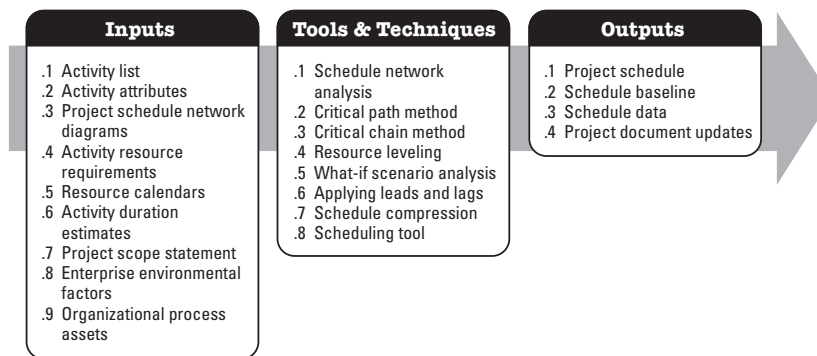 Inputs
.1 Activity list
.2 Activity attributes
.3 Project schedule network
diagrams
.4 Activity resource
requirements
.5 Resource calendars
.6 Activity duration
estimates
.7 Project scope statement
.8 Enterprise environmental
factors
.9 Organizational process
assets
Tools & Techniques
.1 Schedule network
analysis
.2 Critical path method
.3 Critical chain method
.4 Resource leveling
.5 What-if scenario analysis
.6 Applying leads and lags
.7 Schedule compression
.8 Scheduling tool
Outputs
.1 Project schedule
.2 Schedule baseline
.3 Schedule data
.4 Project document updates